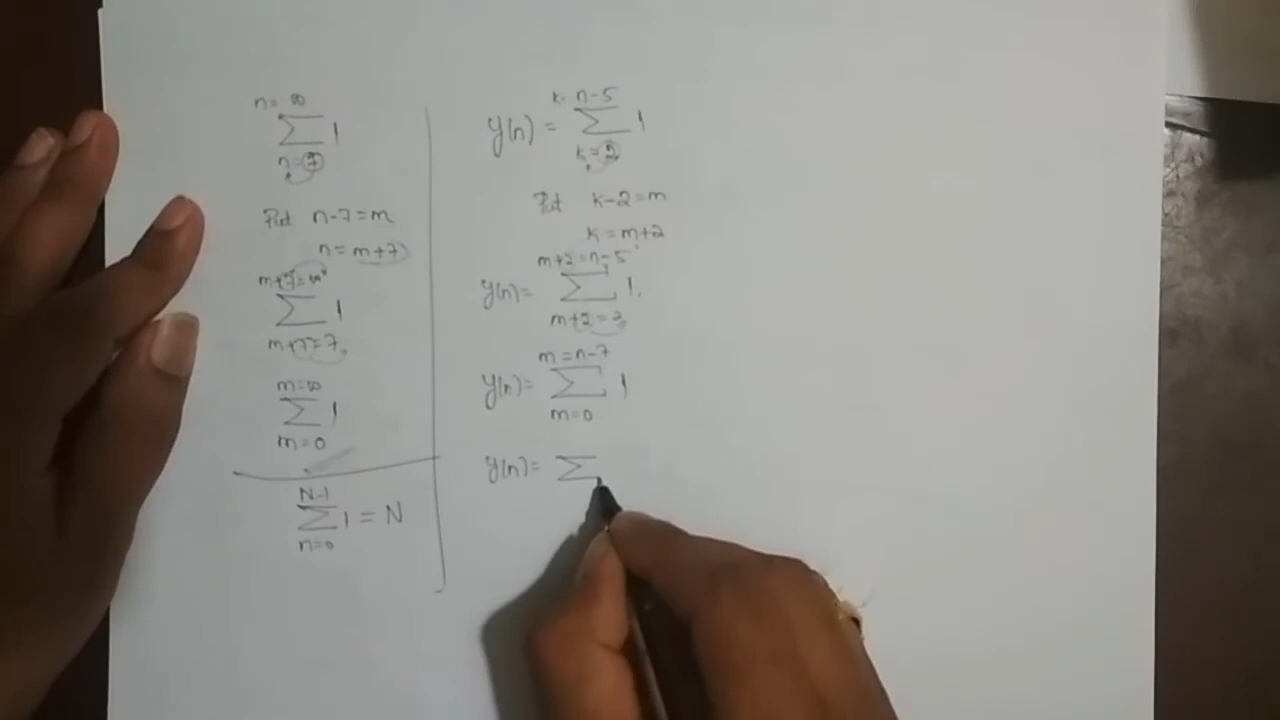 n=∞
∑ 1
n=7
Put n-7=m
n=m+7
m+7=∞
∑ 1
m+7=7
m=∞
∑ 1
m=0
N-1
∑ 1 = N
n=0
k= n-5
y(n) = ∑ 1
k=2
Put k-2=m
k=m+2
m+2=n-5
y(n)= ∑ 1
m+2=2
m=n-7
y(n)= ∑ 1
m=0
y(n)= ∑